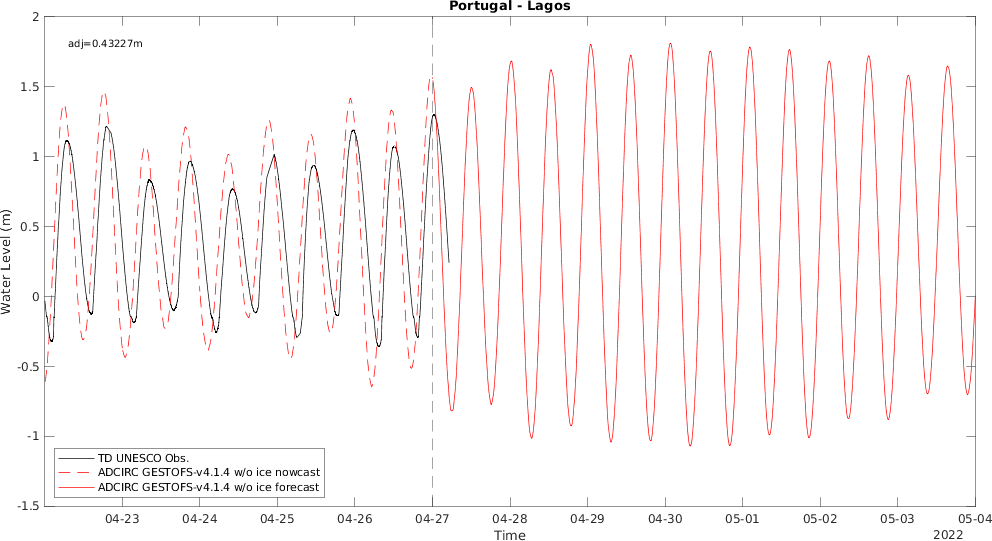 Portugal - Lagos
adj=0.43227m
Water Level (m)
2
1.5
1
0.5
0
-0.5
-1
-1.5
TD UNESCO Obs.
ADCIRC GESTOFS-v4.1.4 w/o ice nowcast
ADCIRC GESTOFS-v4.1.4 w/o ice forecast
04-23 04-24 04-25 04-26 04-27 04-28 04-29 04-30 05-01 05-02 05-03 05-04
Time
2022